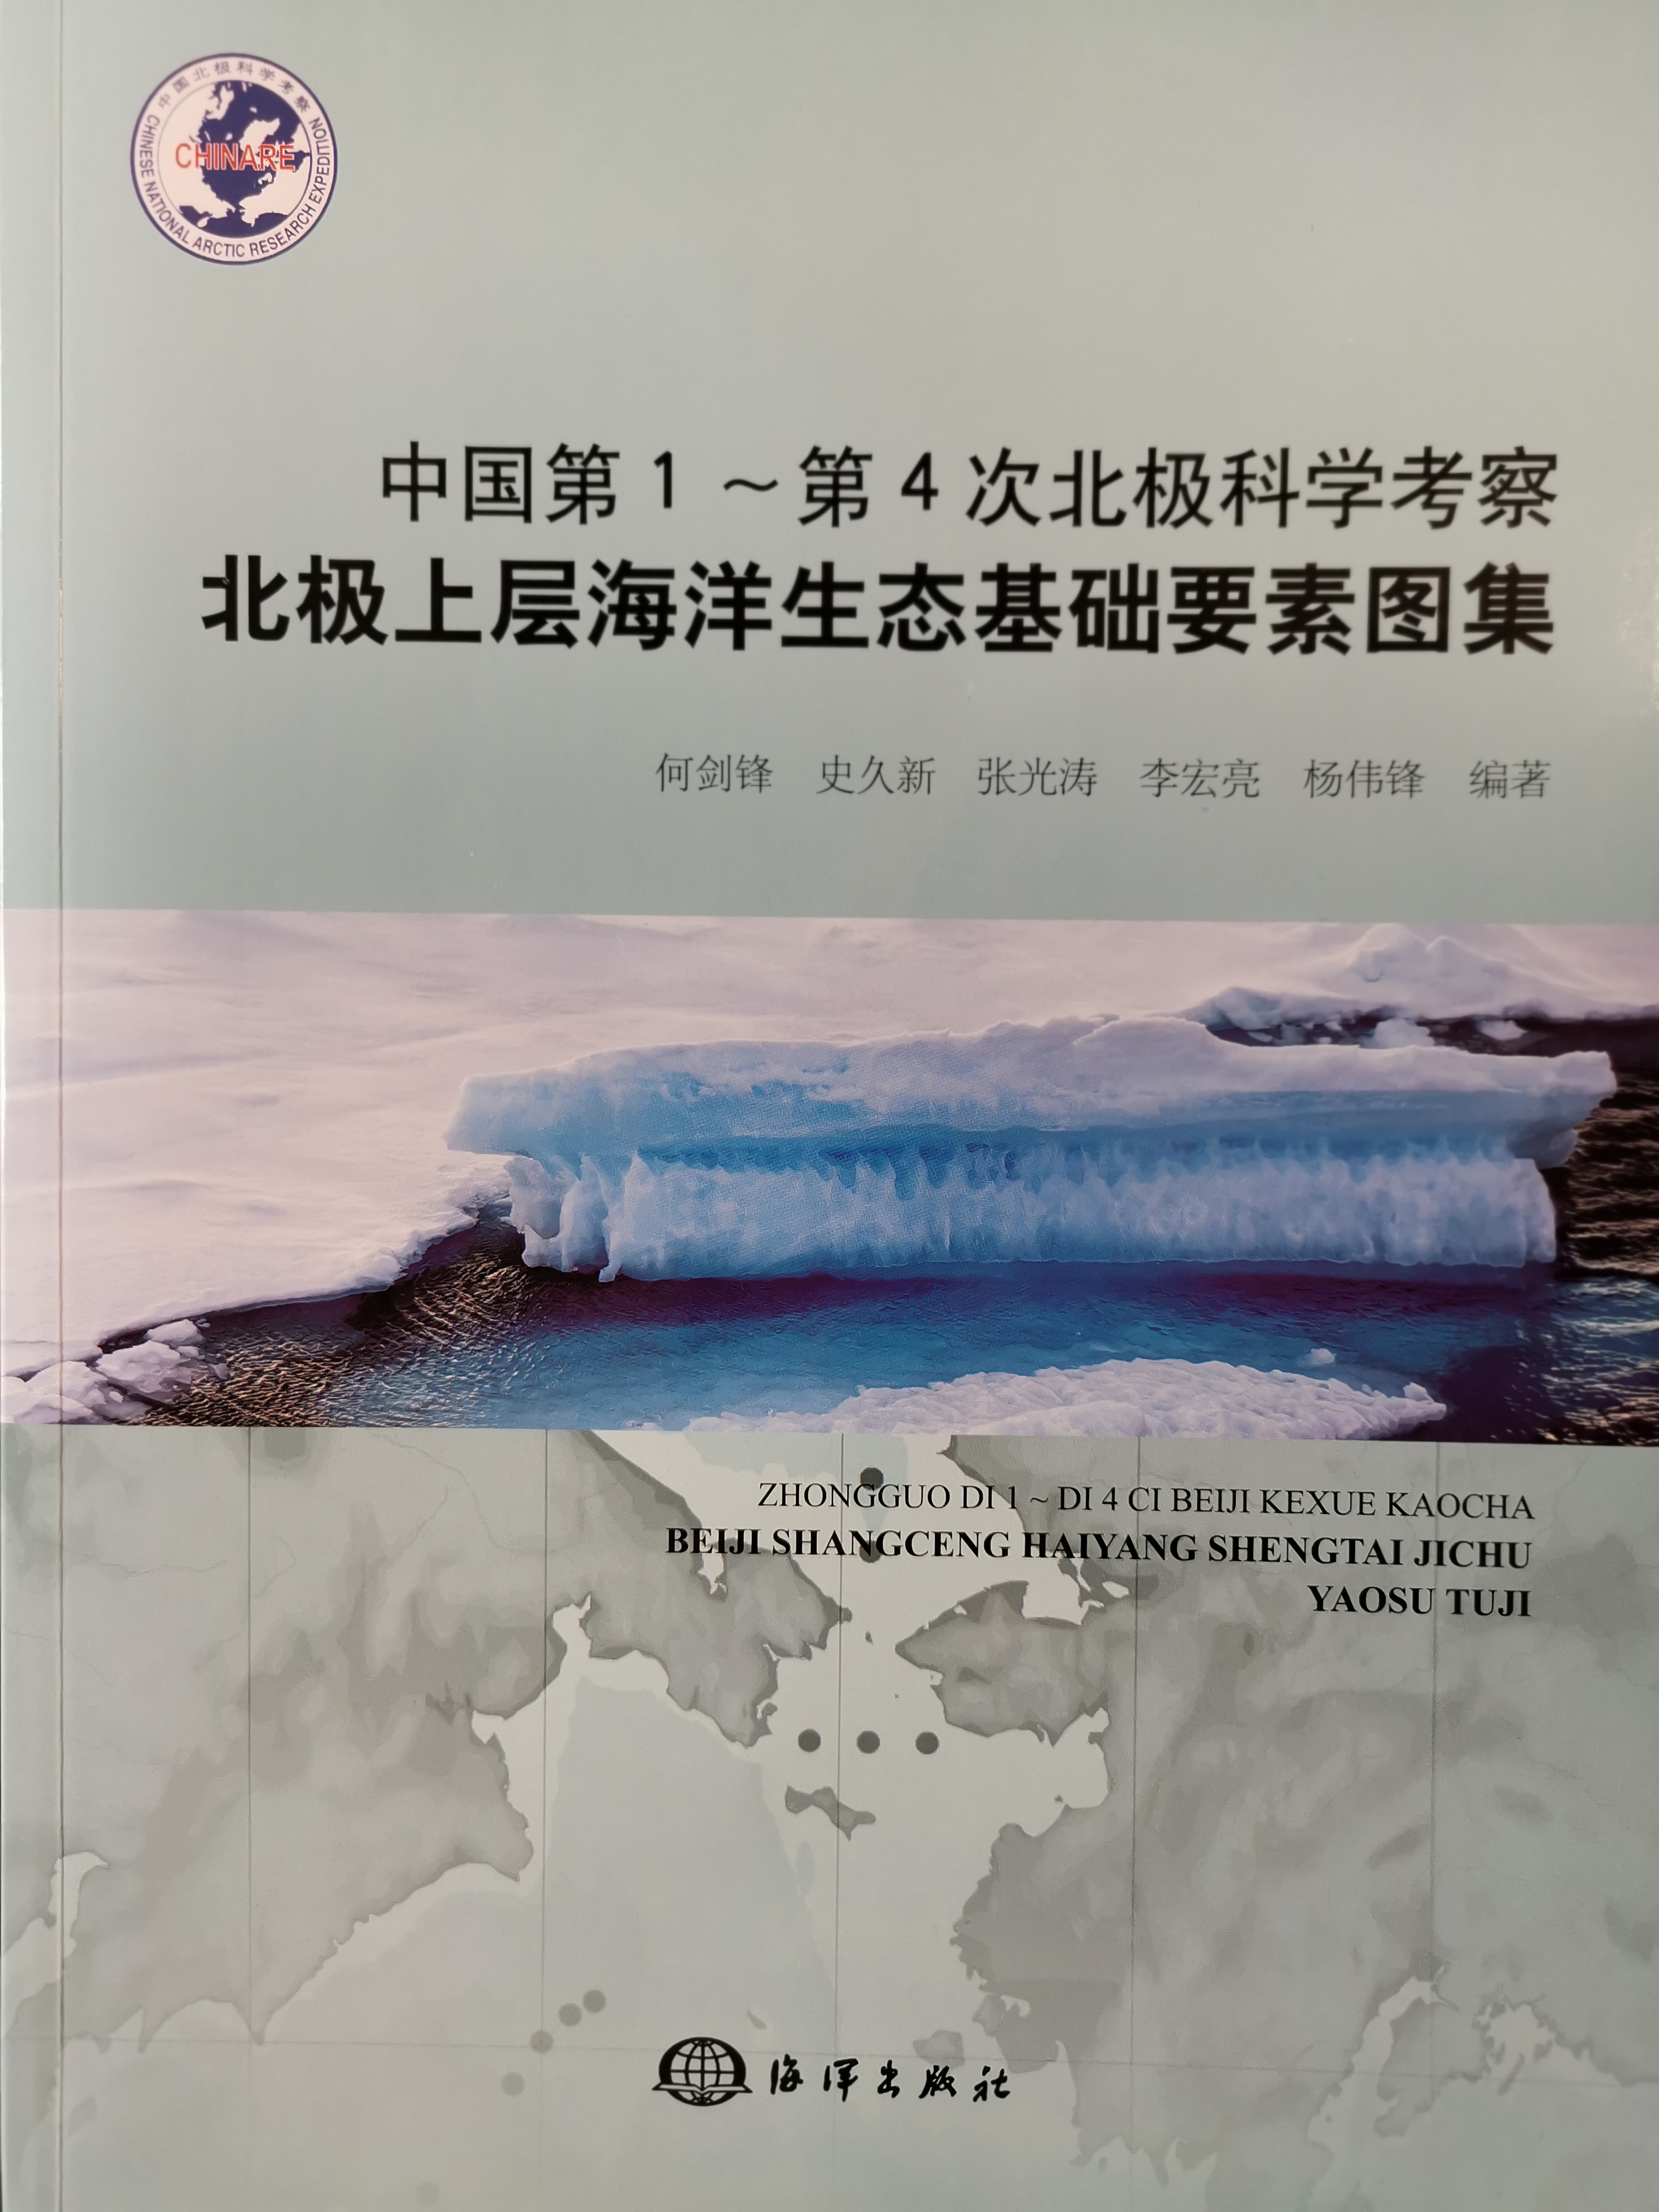 中国北极科学考察
CHINARE
CHINESE NATIONAL ARCTIC RESEARCH EXPEDITION
中国第1～第4次北极科学考察
北极上层海洋生态基础要素图集
何剑锋 史久新 张光涛 李宏亮 杨伟锋 编著
ZHONGGUO DI 1 ~ DI 4 CI BEIJI KEXUE KAOCHA
BEIJI SHANGCENG HAIYANG SHENGTAI JICHU
YAOSU TUJI
海洋出版社